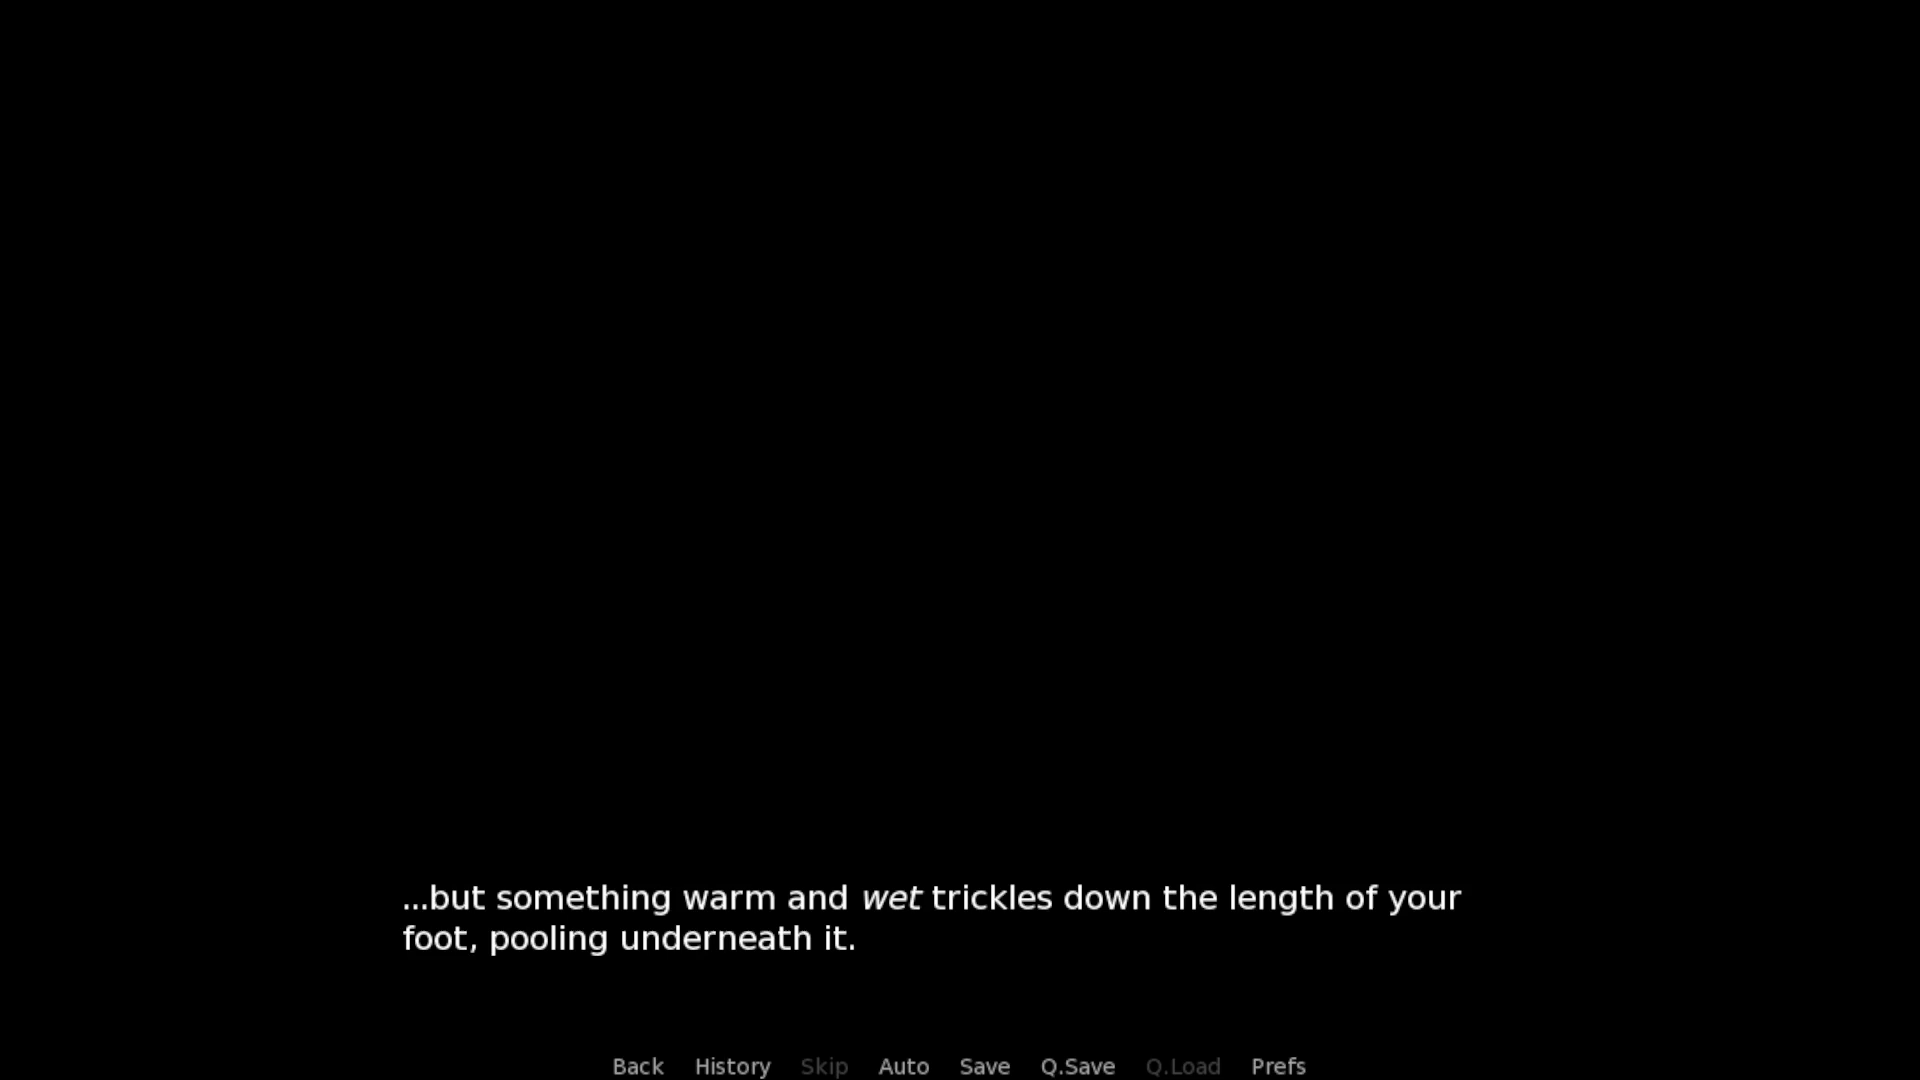 ...but something warm and wet trickles down the length of your
foot, pooling underneath it.
Back History Skip Auto Save Q.Save Q.Load Prefs